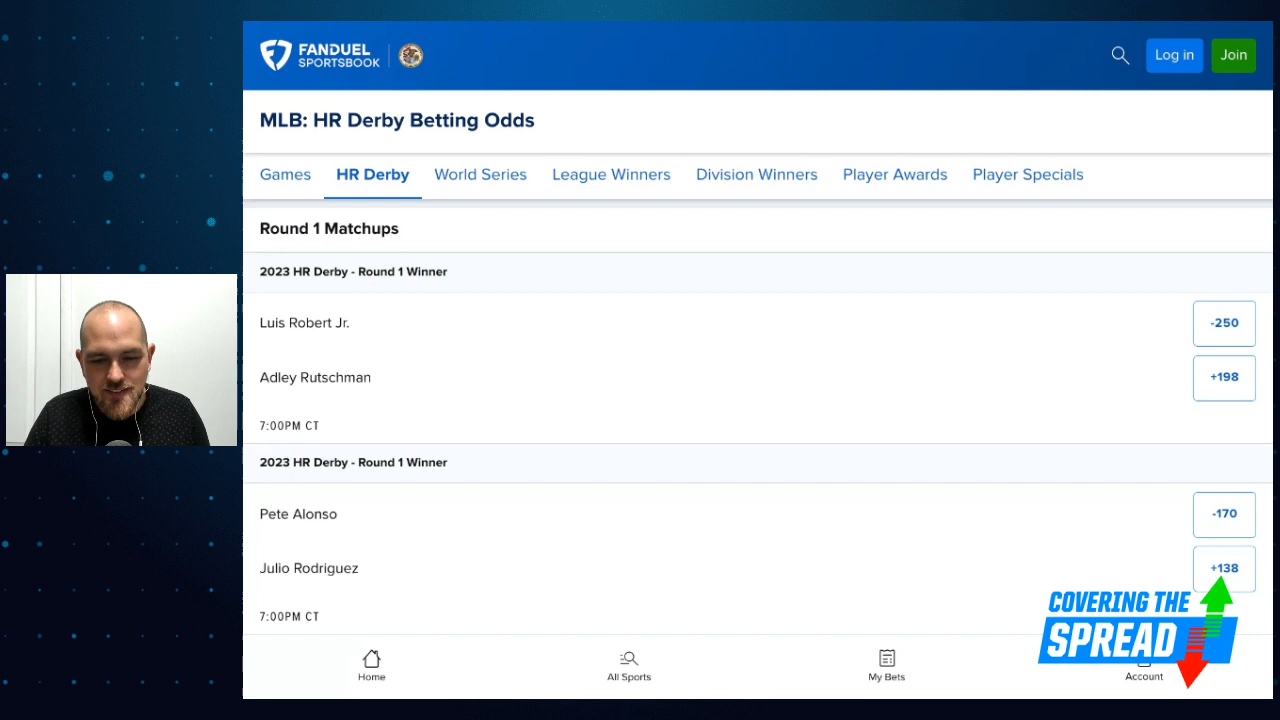 FANDUEL
SPORTSBOOK
Log in
Join
MLB: HR Derby Betting Odds
Games
HR Derby
World Series
League Winners
Division Winners
Player Awards
Player Specials
Round 1 Matchups
2023 HR Derby - Round 1 Winner
Luis Robert Jr.
-250
Adley Rutschman
+198
7:00PM CT
2023 HR Derby - Round 1 Winner
Pete Alonso
-170
Julio Rodriguez
+138
7:00PM CT
COVERING THE
SPREAD
Home
All Sports
My Bets
Account